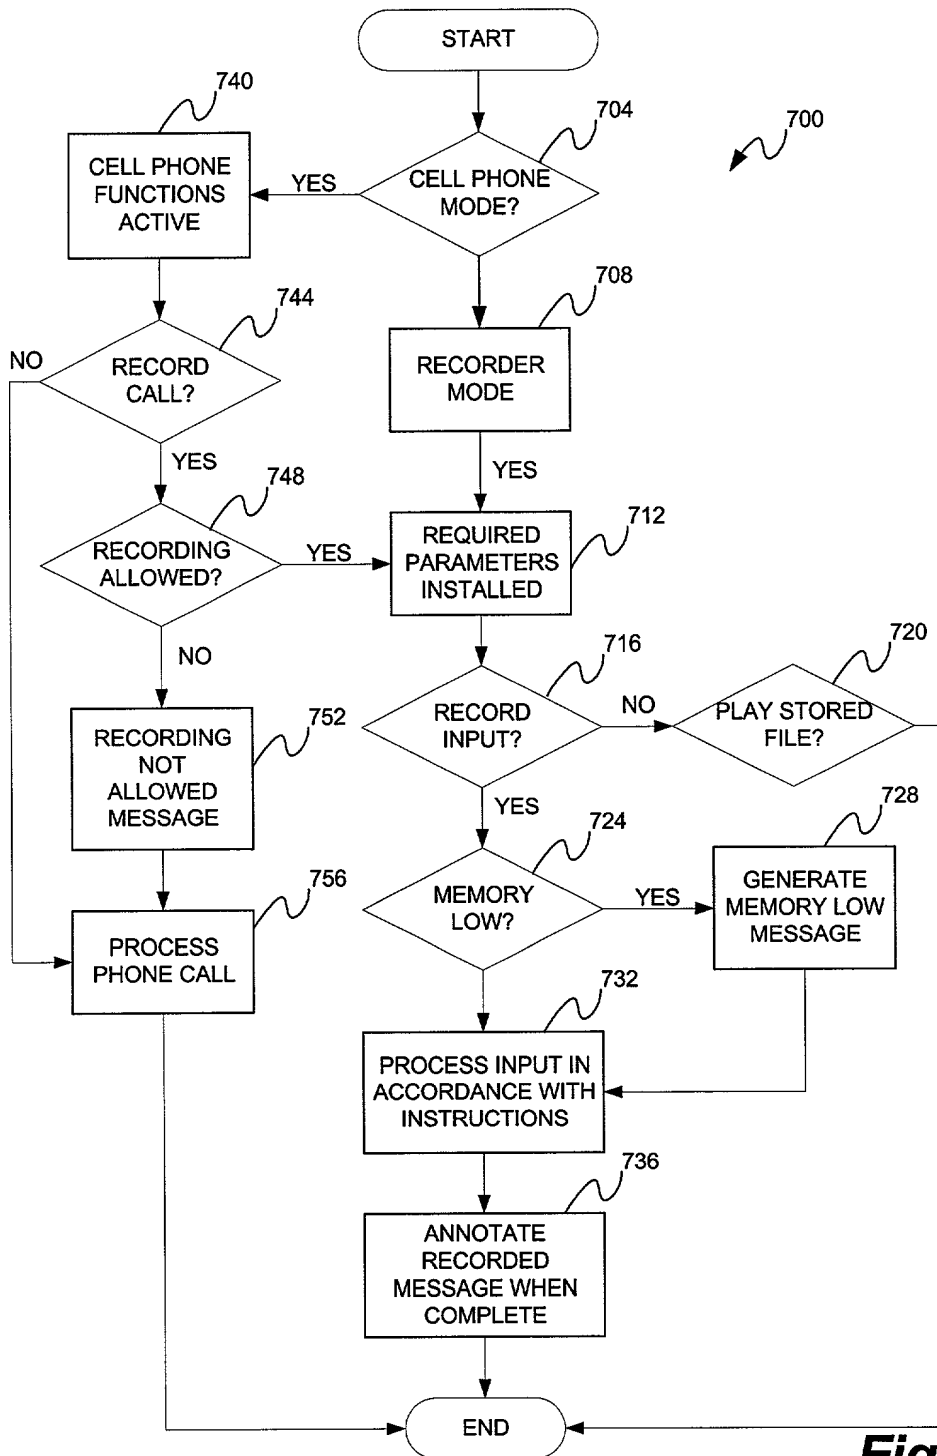 START
740
704
700
CELL PHONE
FUNCTIONS
ACTIVE
YES
CELL PHONE
MODE?
708
744
NO
RECORD
CALL?
RECORDER
MODE
YES
YES
748
712
RECORDING
ALLOWED?
YES
REQUIRED
PARAMETERS
INSTALLED
NO
716
720
752
RECORDING
NOT
ALLOWED
MESSAGE
RECORD
INPUT?
NO
PLAY STORED
FILE?
YES
724
728
756
MEMORY
LOW?
YES
GENERATE
MEMORY LOW
MESSAGE
PROCESS
PHONE CALL
732
PROCESS INPUT IN
ACCORDANCE WITH
INSTRUCTIONS
736
ANNOTATE
RECORDED
MESSAGE WHEN
COMPLETE
END
Fig